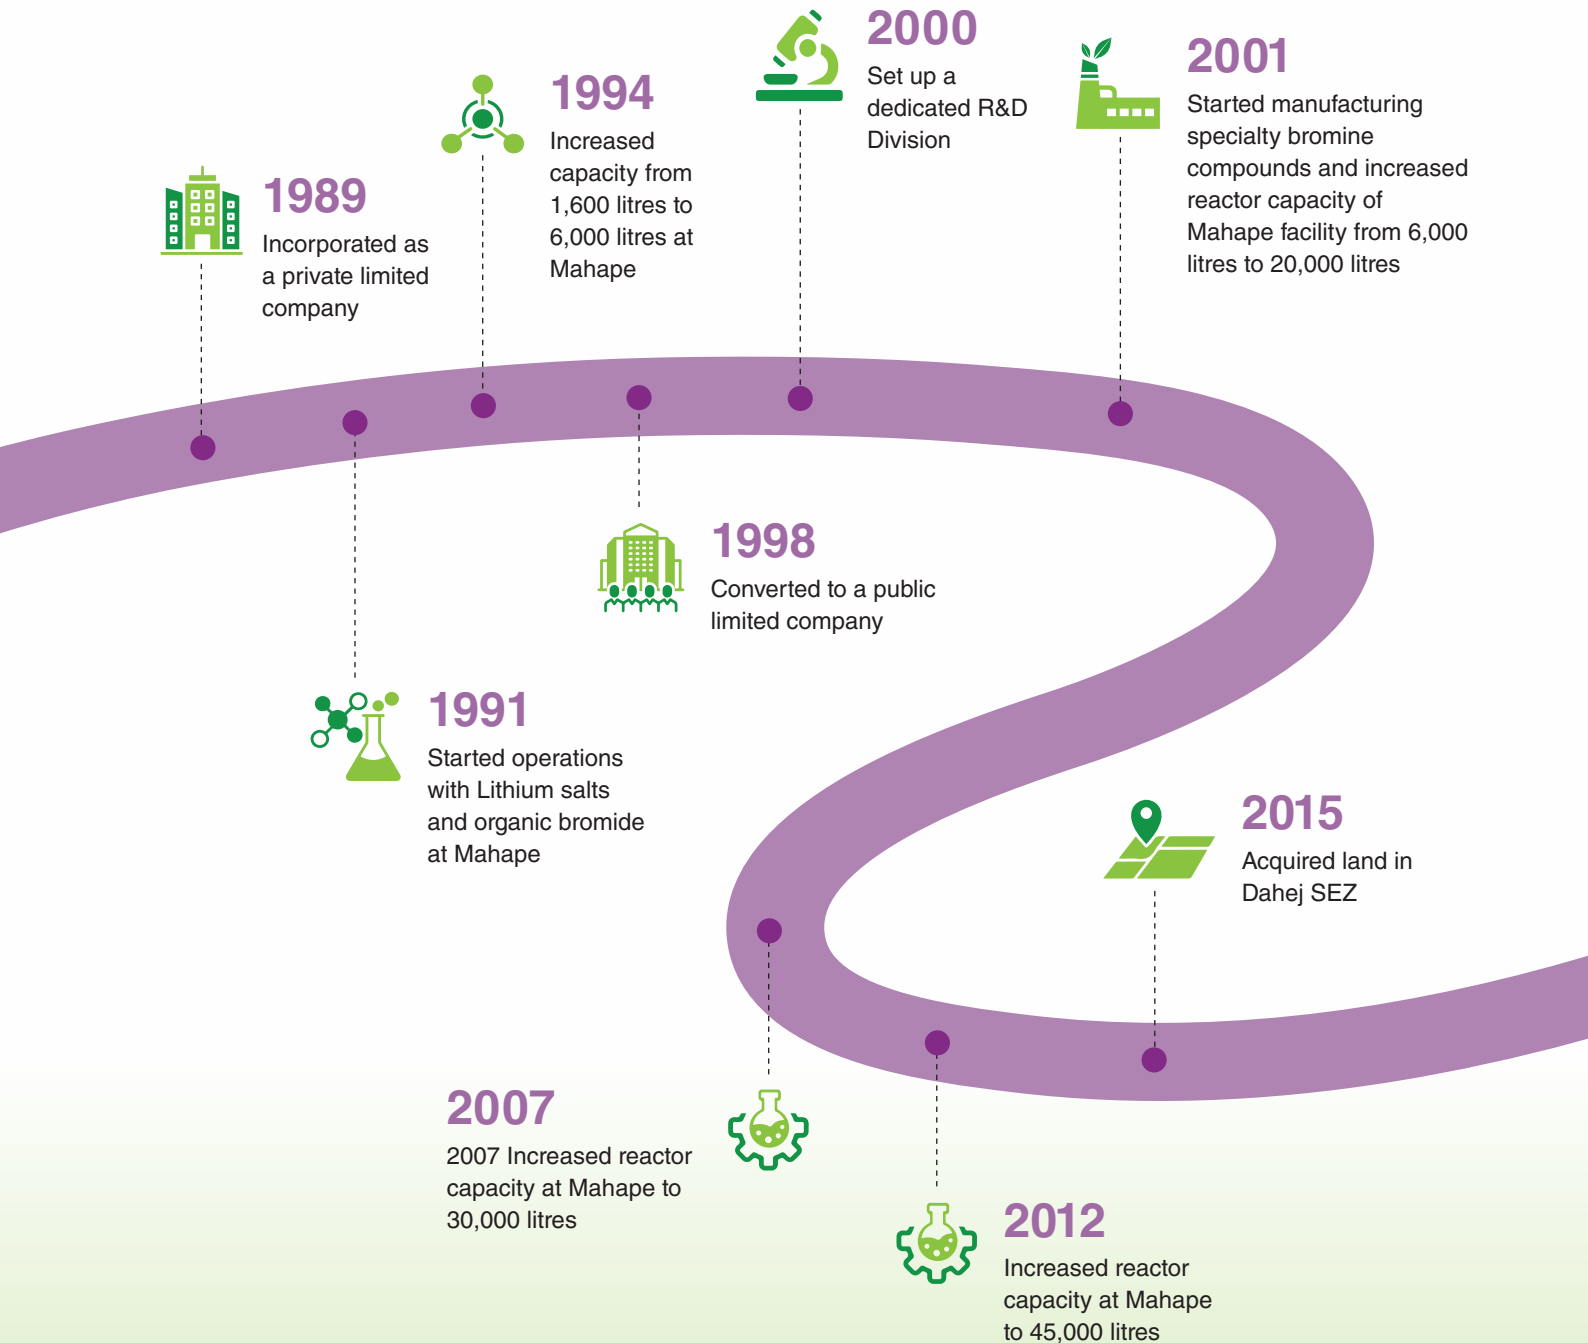 1989
Incorporated as
a private limited
company
1991
Started operations
with Lithium salts
and organic bromide
at Mahape
1994
Increased
capacity from
1,600 litres to
6,000 litres at
Mahape
1998
Converted to a public
limited company
2000
Set up a
dedicated R&D
Division
2001
Started manufacturing
specialty bromine
compounds and increased
reactor capacity of
Mahape facility from 6,000
litres to 20,000 litres
2007
2007 Increased reactor
capacity at Mahape to
30,000 litres
2012
Increased reactor
capacity at Mahape
to 45,000 litres
2015
Acquired land in
Dahej SEZ